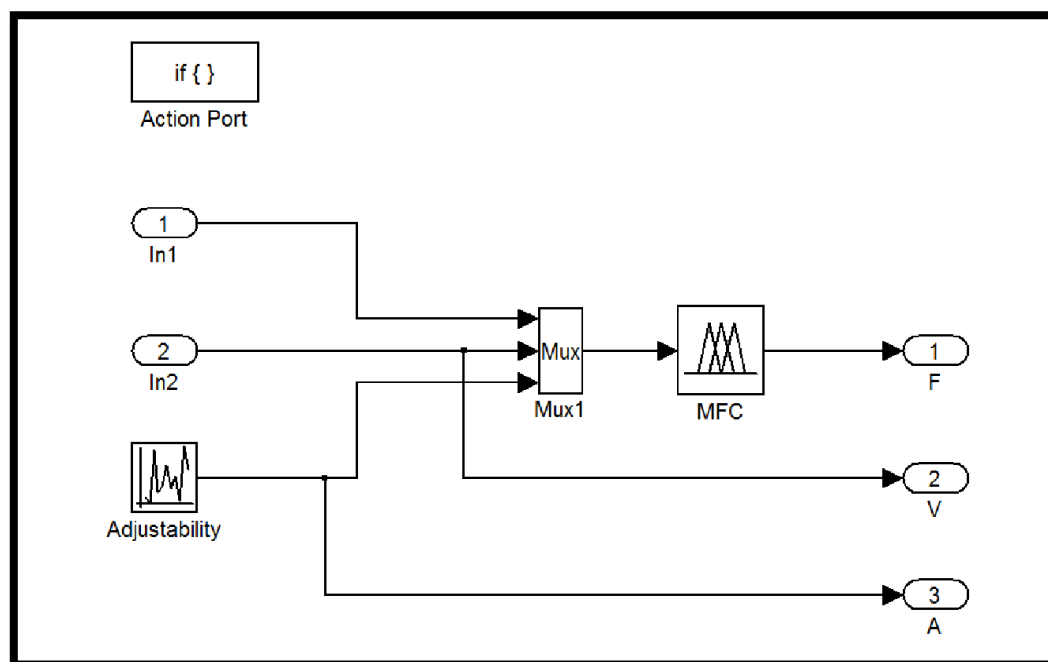 if { }
Action Port
1
In1
2
In2
Mux
Mux1
MFC
1
F
Adjustability
2
V
3
A